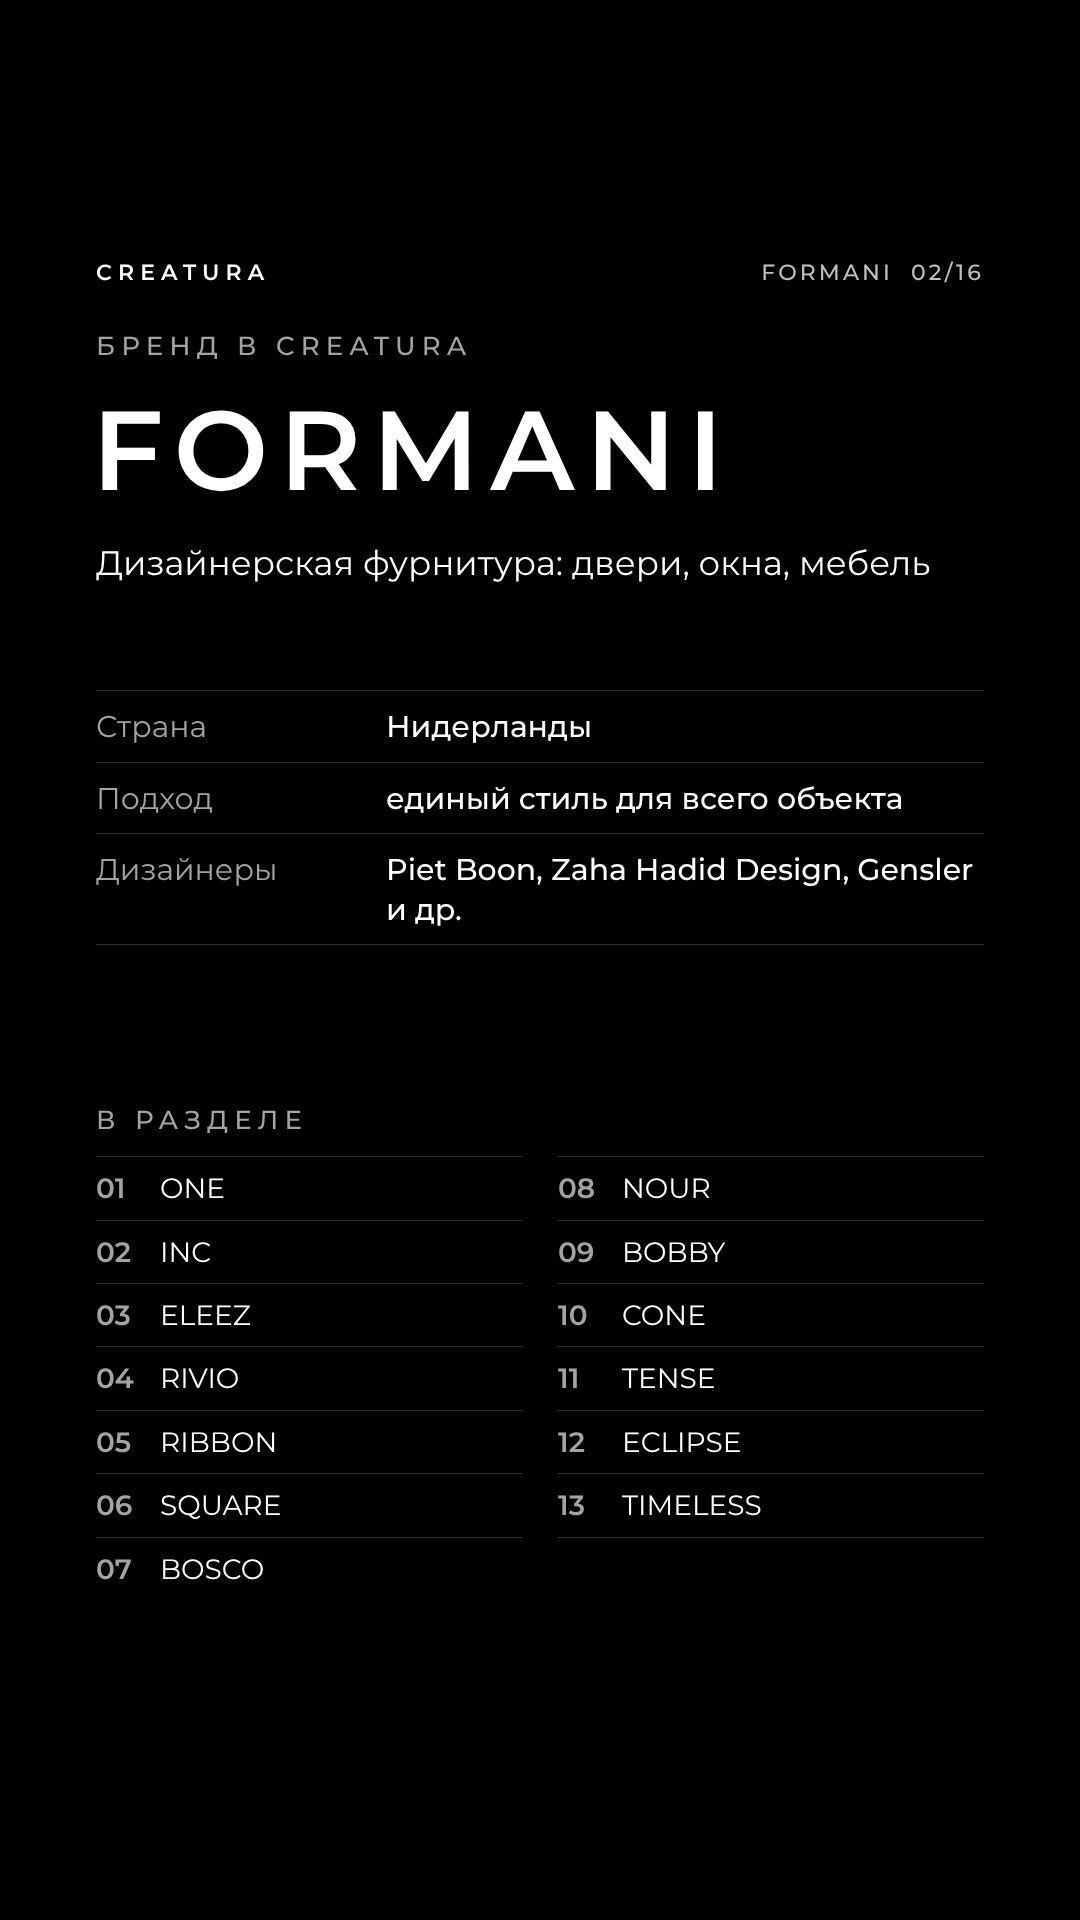 CREATURA
FORMANI 02/16
БРЕНД В CREATURA
FORMANI
Дизайнерская фурнитура: двери, окна, мебель
Страна Нидерланды
Подход единый стиль для всего объекта
Дизайнеры Piet Boon, Zaha Hadid Design, Gensler
и др.
В РАЗДЕЛЕ
01 ONE
02 INC
03 ELEEZ
04 RIVIO
05 RIBBON
06 SQUARE
07 BOSCO
08 NOUR
09 BOBBY
10 CONE
11 TENSE
12 ECLIPSE
13 TIMELESS